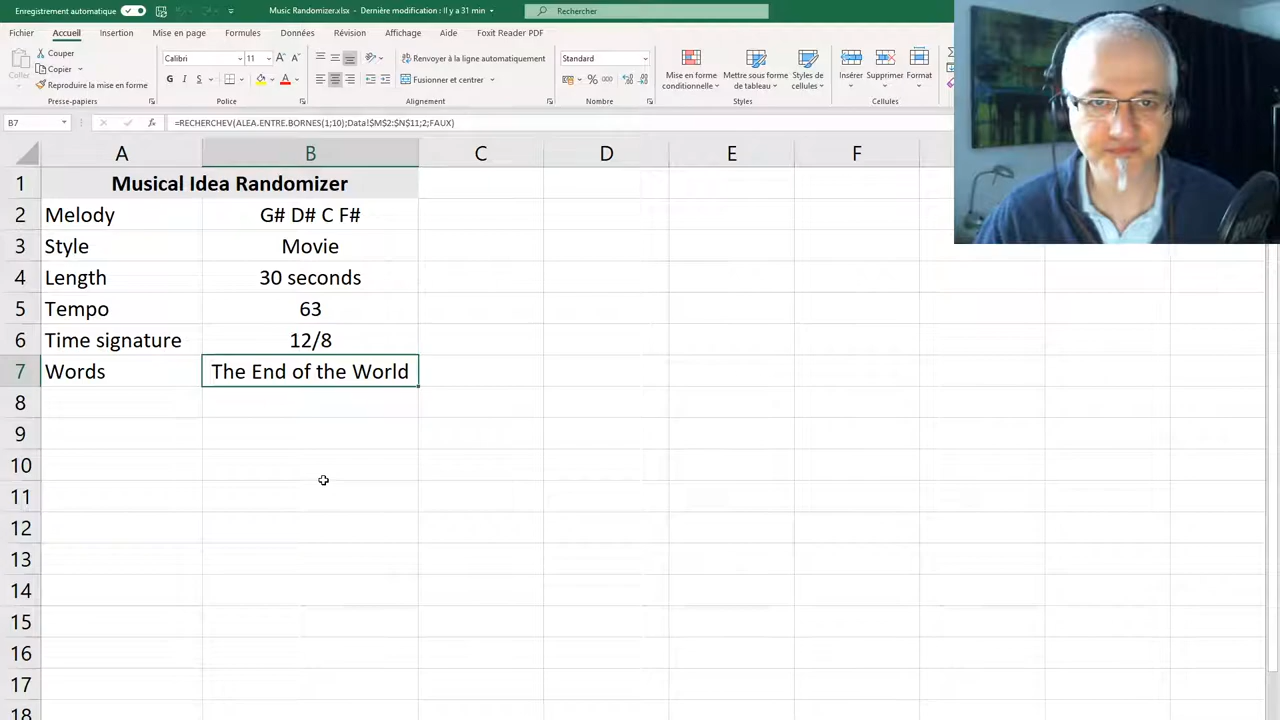 Enregistrement automatique
Music Randomizer.xlsx - Dernière modification : Il y a 31 min
Rechercher
Fichier Accueil Insertion Mise en page Formules Données Révision Affichage Aide Foxit Reader PDF
Couper
Copier
Reproduire la mise en forme
Coller
Presse-papiers
Calibri 11 A A
G I S A
Police
Renvoyer à la ligne automatiquement
Fusionner et centrer
Alignement
Standard
% 000
Nombre
Mise en forme conditionnelle
Mettre sous forme de tableau
Styles de cellules
Styles
Insérer Supprimer Format
Cellules
B7 fx =RECHERCHEV(ALEA.ENTRE.BORNES(1;10);Data!$M$2:$N$11;2;FAUX)
A B C D E F
1 Musical Idea Randomizer
2 Melody G# D# C F#
3 Style Movie
4 Length 30 seconds
5 Tempo 63
6 Time signature 12/8
7 Words The End of the World
8
9
10
11
12
13
14
15
16
17
18